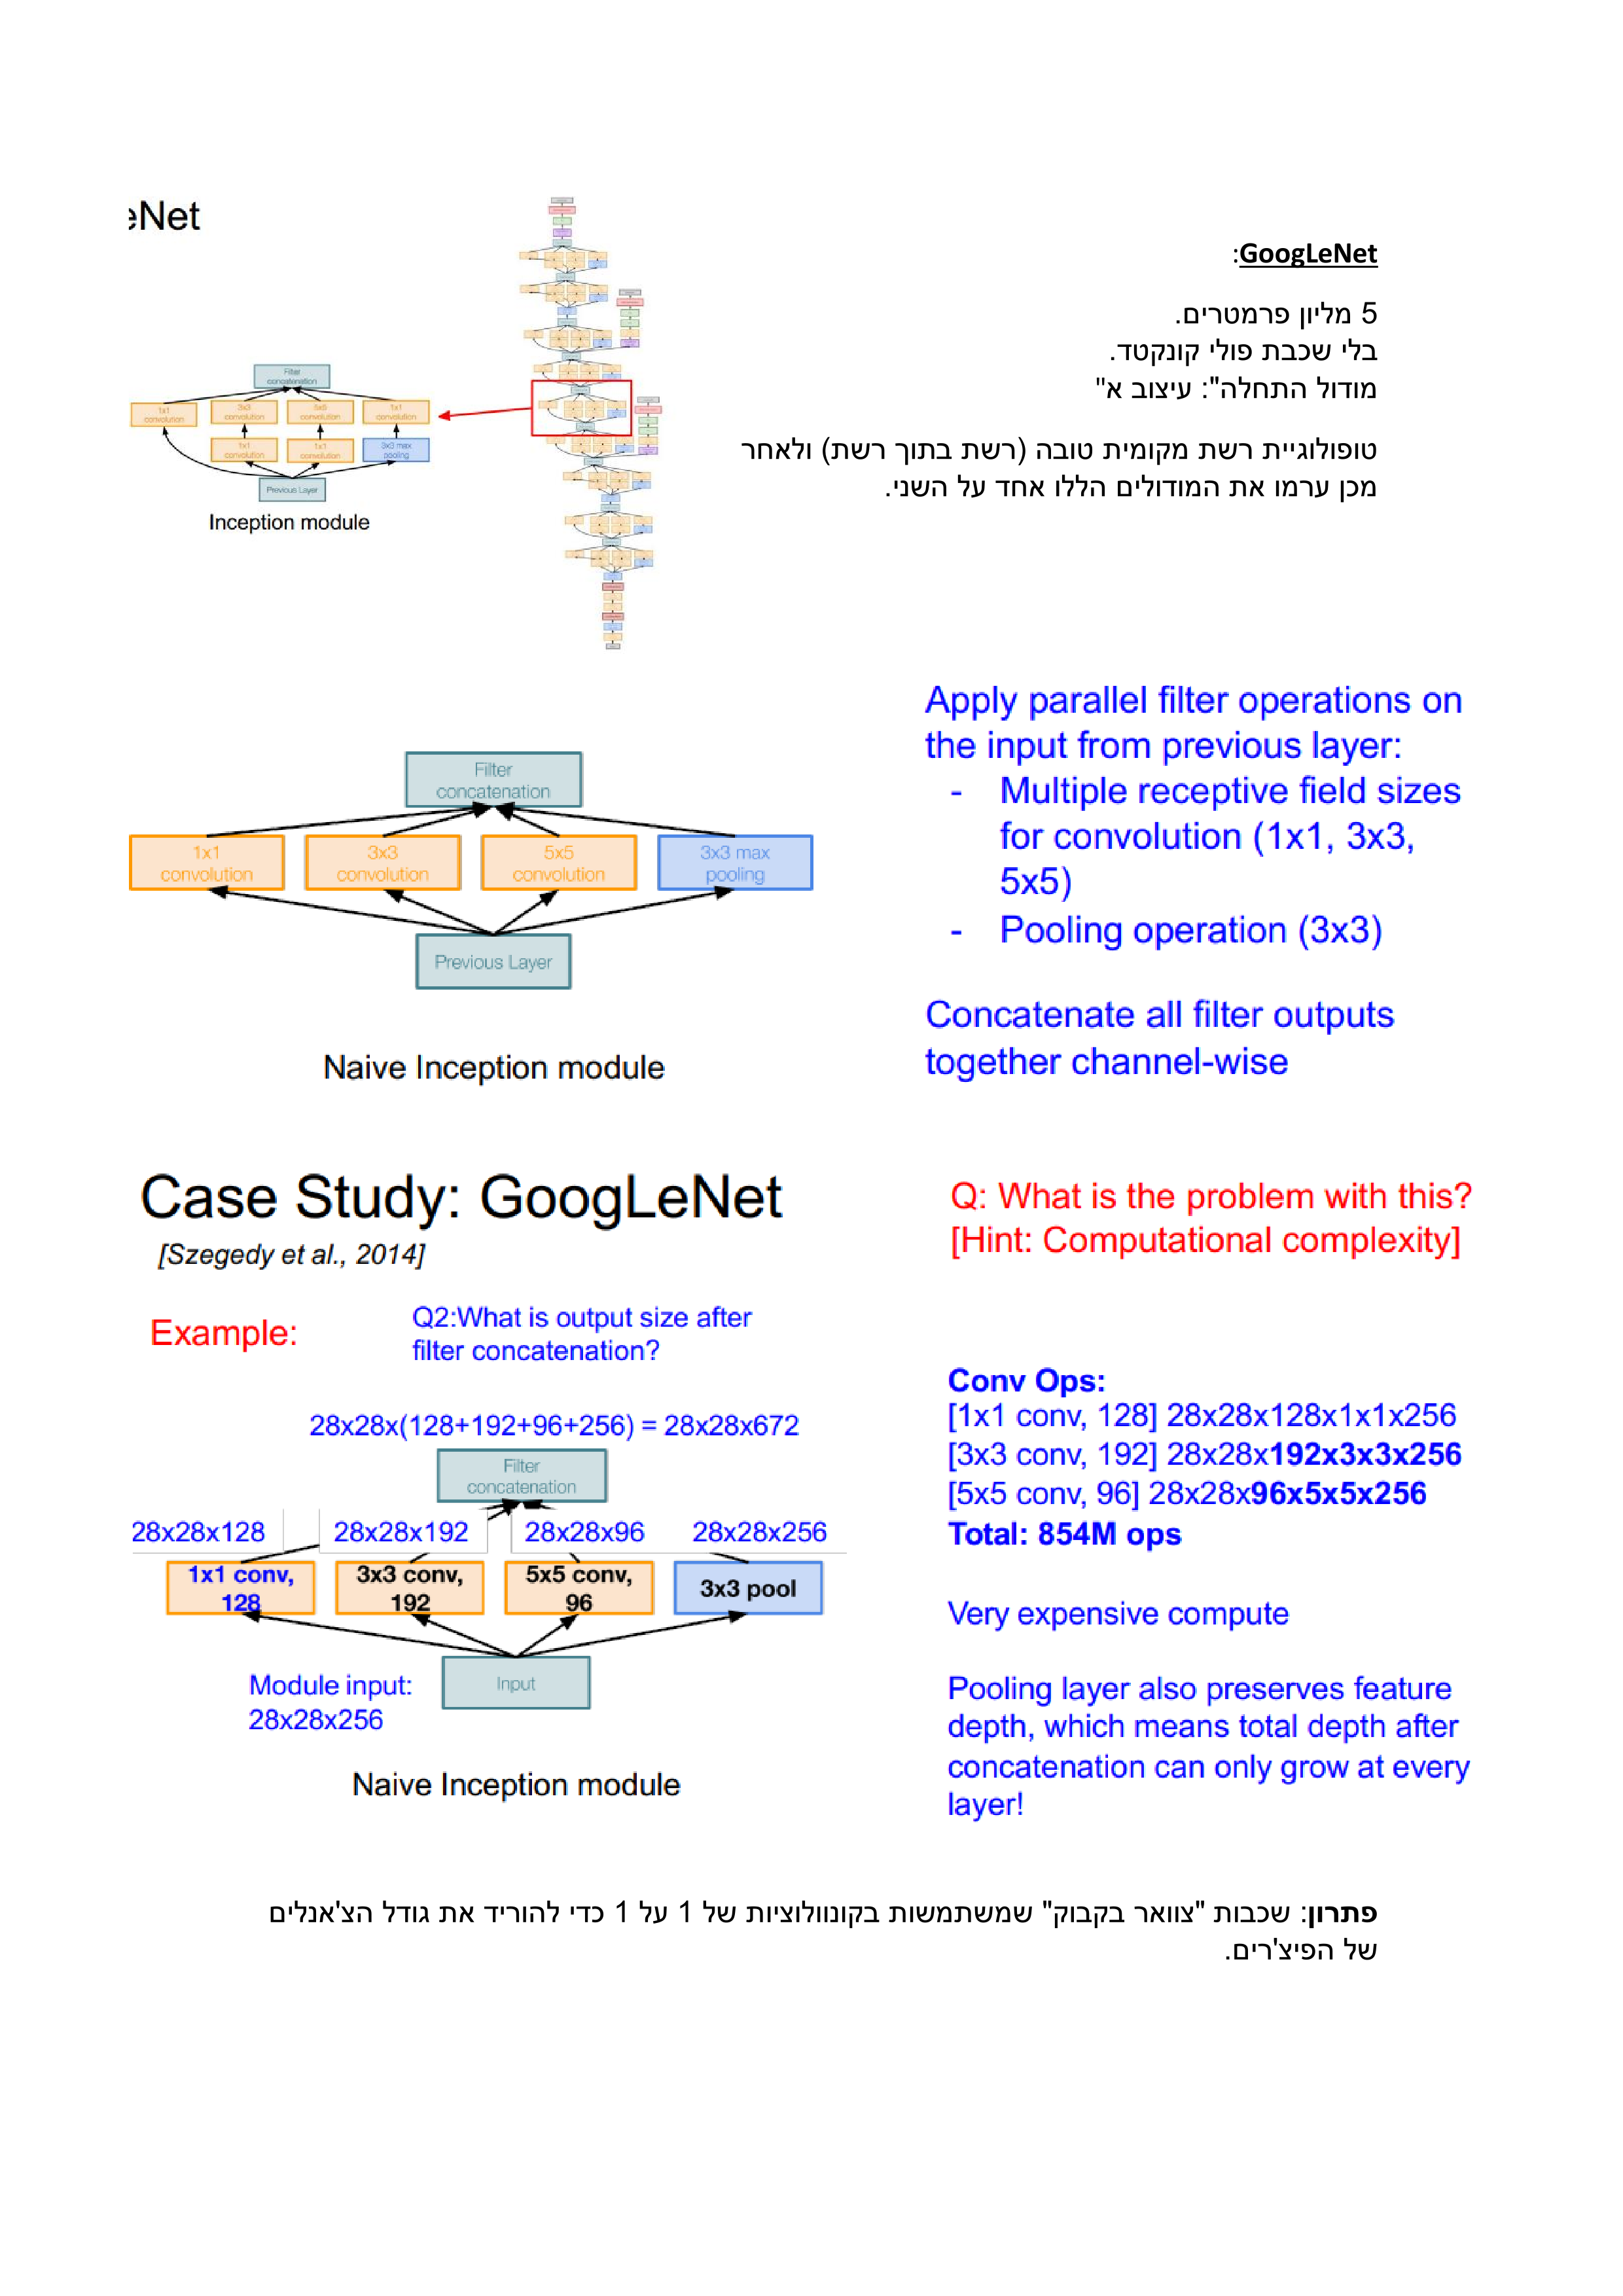 eNet
GoogLeNet:
5 מליון פרמטרים.
בלי שכבת פולי קונקטד.
מודול התחלה": עיצוב א"
טופולוגיית רשת מקומית טובה (רשת בתוך רשת) ולאחר
מכן ערמו את המודולים הללו אחד על השני.
Filter
concatenation
1x1
convolution
3x3
convolution
5x5
convolution
1x1
convolution
1x1
convolution
1x1
convolution
3x3 max
pooling
Previous Layer
Inception module
Apply parallel filter operations on
the input from previous layer:
- Multiple receptive field sizes
for convolution (1x1, 3x3,
5x5)
- Pooling operation (3x3)
Concatenate all filter outputs
together channel-wise
Filter
concatenation
1x1
convolution
3x3
convolution
5x5
convolution
3x3 max
pooling
Previous Layer
Naive Inception module
Case Study: GoogLeNet
[Szegedy et al., 2014]
Q: What is the problem with this?
[Hint: Computational complexity]
Example:
Q2:What is output size after
filter concatenation?
28x28x(128+192+96+256) = 28x28x672
Filter
concatenation
28x28x128
28x28x192
28x28x96
28x28x256
1x1 conv,
128
3x3 conv,
192
5x5 conv,
96
3x3 pool
Module input:
28x28x256
Input
Naive Inception module
Conv Ops:
[1x1 conv, 128] 28x28x128x1x1x256
[3x3 conv, 192] 28x28x192x3x3x256
[5x5 conv, 96] 28x28x96x5x5x256
Total: 854M ops
Very expensive compute
Pooling layer also preserves feature
depth, which means total depth after
concatenation can only grow at every
layer!
פתרון: שכבות "צוואר בקבוק" שמשתמשות בקונוולוציות של 1 על 1 כדי להוריד את גודל הצ'אנלים
של הפיצ'רים.